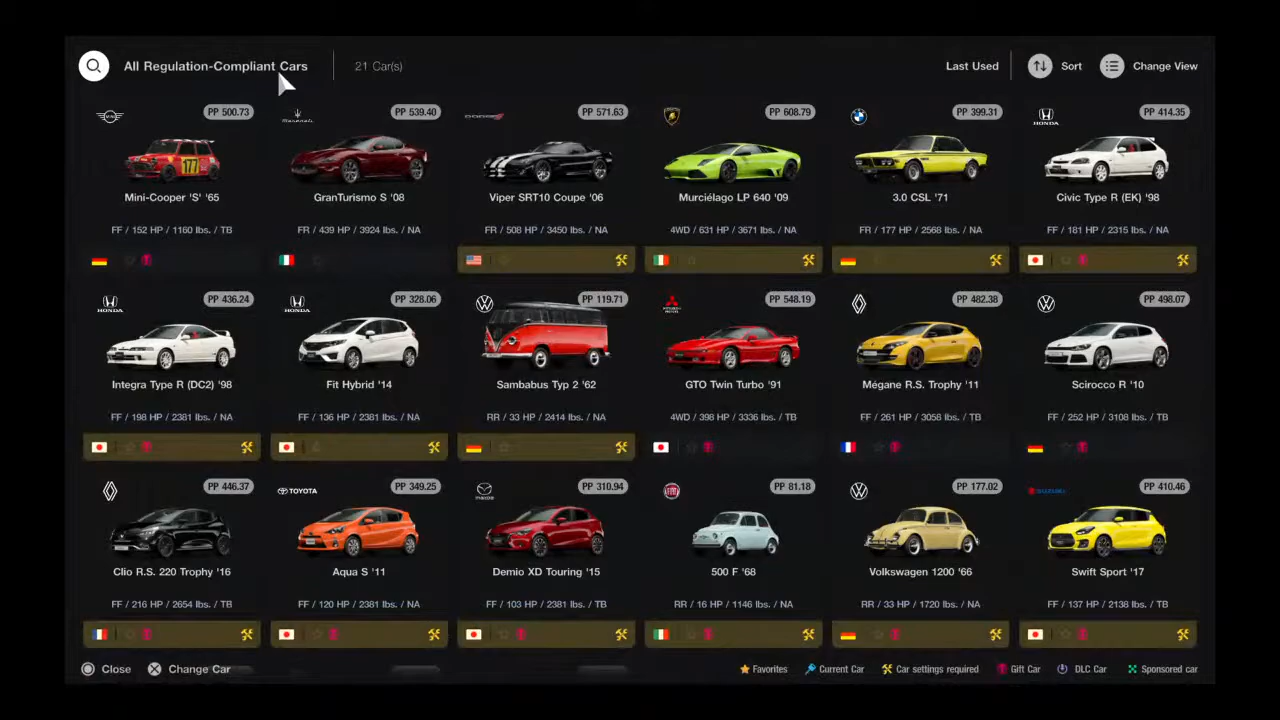 All Regulation-Compliant Cars 21 Car(s) Last Used Sort Change View
PP 500.73 PP 539.40 PP 571.63 PP 608.79 PP 399.31 PP 414.35
HONDA
177
Mini-Cooper 'S' '65 GranTurismo S '08 Viper SRT10 Coupe '06 Murciélago LP 640 '09 3.0 CSL '71 Civic Type R (EK) '98
FF / 152 HP / 1160 lbs. / TB FR / 439 HP / 3924 lbs. / NA FR / 508 HP / 3450 lbs. / NA 4WD / 631 HP / 3671 lbs. / NA FR / 177 HP / 2568 lbs. / NA FF / 181 HP / 2315 lbs. / NA
PP 436.24 PP 328.06 PP 119.71 PP 548.19 PP 482.38 PP 498.07
HONDA HONDA
Integra Type R (DC2) '98 Fit Hybrid '14 Sambabus Typ 2 '62 GTO Twin Turbo '91 Mégane R.S. Trophy '11 Scirocco R '10
FF / 198 HP / 2381 lbs. / NA FF / 136 HP / 2381 lbs. / NA RR / 33 HP / 2414 lbs. / NA 4WD / 398 HP / 3336 lbs. / TB FF / 261 HP / 3058 lbs. / TB FF / 252 HP / 3108 lbs. / TB
PP 446.37 PP 349.25 PP 310.94 PP 81.18 PP 177.02 PP 410.46
TOYOTA FIAT SUZUKI
Clio R.S. 220 Trophy '16 Aqua S '11 Demio XD Touring '15 500 F '68 Volkswagen 1200 '66 Swift Sport '17
FF / 216 HP / 2654 lbs. / TB FF / 120 HP / 2381 lbs. / NA FF / 103 HP / 2381 lbs. / TB RR / 16 HP / 1146 lbs. / NA RR / 33 HP / 1720 lbs. / NA FF / 137 HP / 2138 lbs. / TB
Close Change Car Favorites Current Car Car settings required Gift Car DLC Car Sponsored car